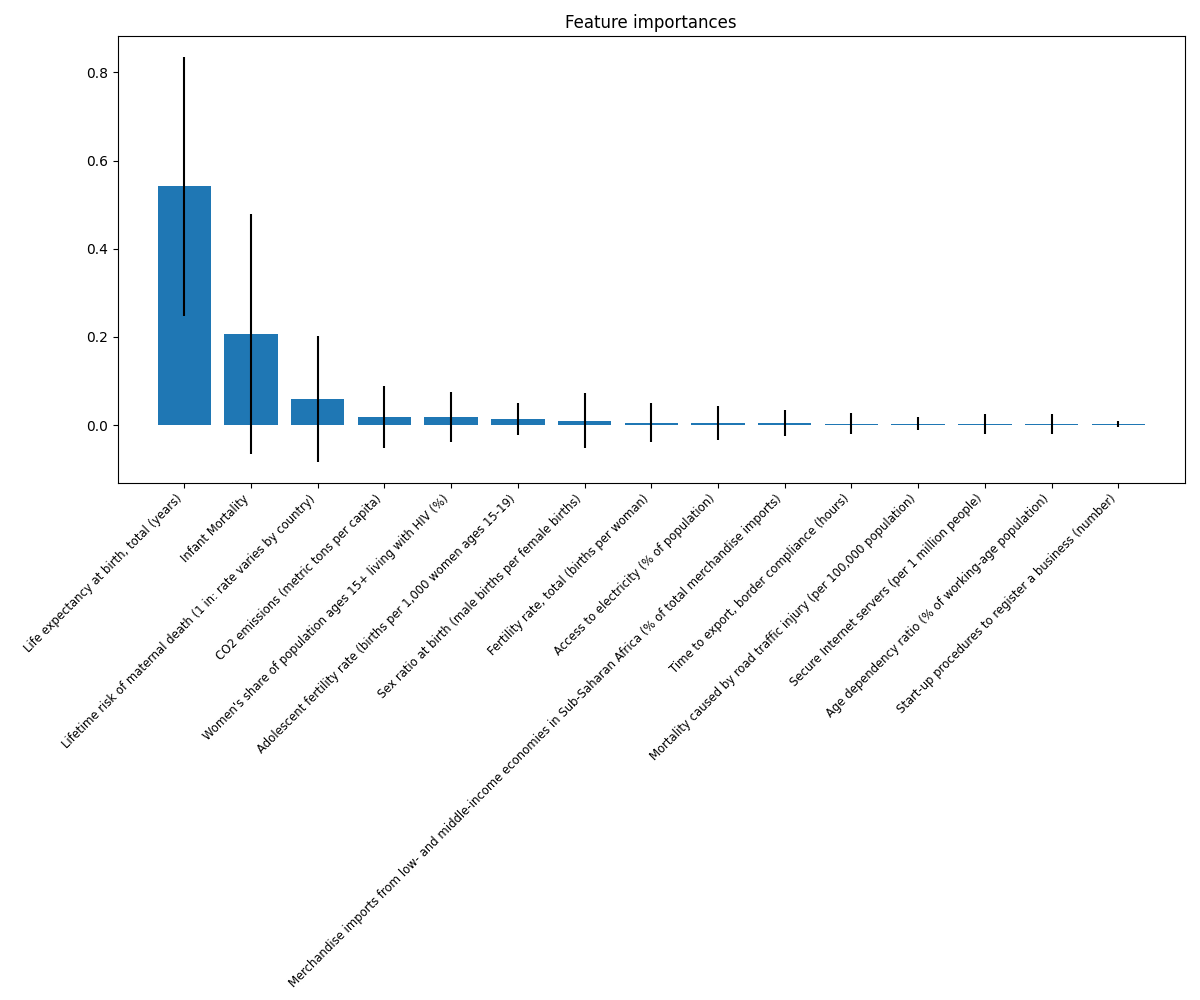 Feature importances
0.8
0.6
0.4
0.2
0.0
Life expectancy at birth, total (years)
Infant Mortality
Lifetime risk of maternal death (1 in: rate varies by country)
CO2 emissions (metric tons per capita)
Women's share of population ages 15+ living with HIV (%)
Adolescent fertility rate (births per 1,000 women ages 15-19)
Sex ratio at birth (male births per female births)
Fertility rate, total (births per woman)
Access to electricity (% of population)
Merchandise imports from low- and middle-income economies in Sub-Saharan Africa (% of total merchandise imports)
Time to export, border compliance (hours)
Mortality caused by road traffic injury (per 100,000 population)
Secure Internet servers (per 1 million people)
Age dependency ratio (% of working-age population)
Start-up procedures to register a business (number)